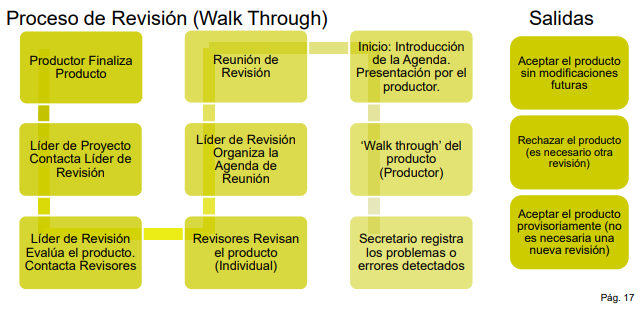 Proceso de Revisión (Walk Through)
Salidas
Productor Finaliza
Producto
Líder de Proyecto
Contacta Líder de
Revisión
Líder de Revisión
Evalúa el producto.
Contacta Revisores
Revisores Revisan
el producto
(Individual)
Líder de Revisión
Organiza la
Agenda de
Reunión
Reunión de
Revisión
Inicio: Introducción
de la Agenda.
Presentación por el
productor.
‘Walk through’ del
producto
(Productor)
Secretario registra
los problemas o
errores detectados
Aceptar el producto
sin modificaciones
futuras
Rechazar el producto
(es necesario otra
revisión)
Aceptar el producto
provisoriamente (no
es necesaria una
nueva revisión)
Pág. 17